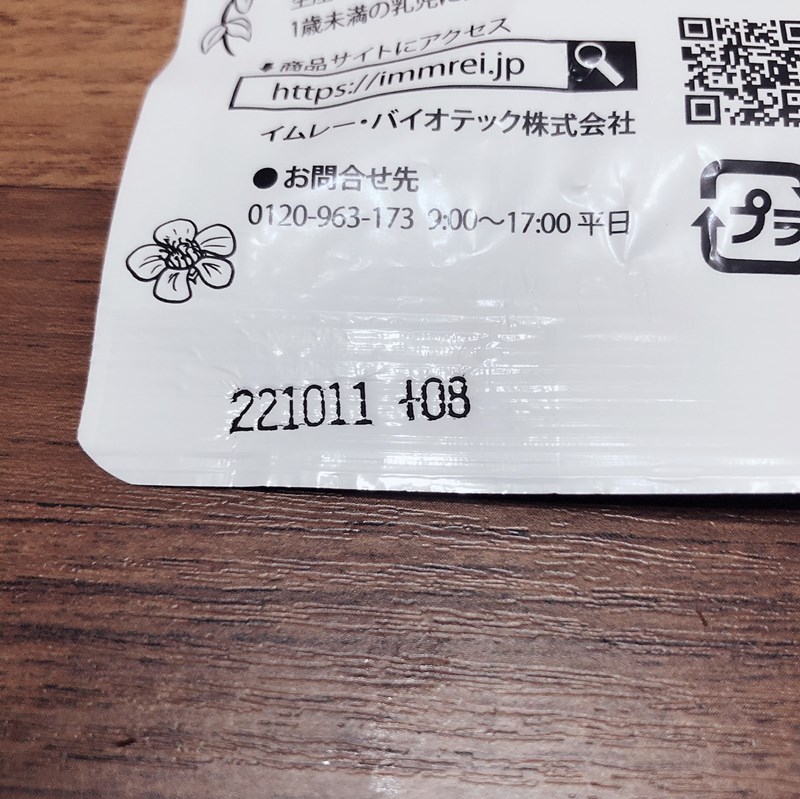 1歳未満の乳児に
商品サイトにアクセス
https://immrei.jp
イムレー・バイオテック株式会社
●お問合せ先
0120-963-173 9:00～17:00 平日
プラ
221011 +08